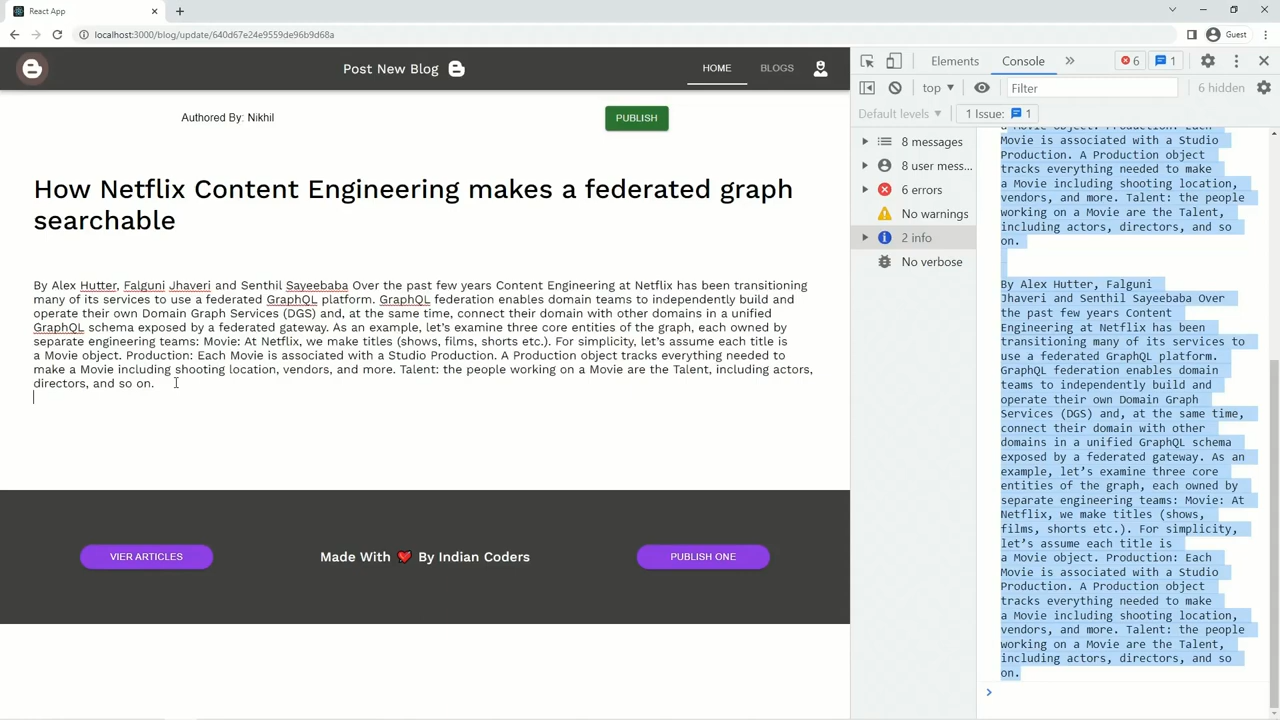 React App
localhost:3000/blog/update/640d67e24e9559de96b9d68a
Guest
Post New Blog
HOME
BLOGS
Authored By: Nikhil
PUBLISH
How Netflix Content Engineering makes a federated graph
searchable
By Alex Hutter, Falguni Jhaveri and Senthil Sayeebaba Over the past few years Content Engineering at Netflix has been transitioning
many of its services to use a federated GraphQL platform. GraphQL federation enables domain teams to independently build and
operate their own Domain Graph Services (DGS) and, at the same time, connect their domain with other domains in a unified
GraphQL schema exposed by a federated gateway. As an example, let’s examine three core entities of the graph, each owned by
separate engineering teams: Movie: At Netflix, we make titles (shows, films, shorts etc.). For simplicity, let’s assume each title is
a Movie object. Production: Each Movie is associated with a Studio Production. A Production object tracks everything needed to
make a Movie including shooting location, vendors, and more. Talent: the people working on a Movie are the Talent, including actors,
directors, and so on.
VIER ARTICLES
Made With ❤️ By Indian Coders
PUBLISH ONE
Elements
Console
6
1
top
Filter
6 hidden
Default levels
1 Issue:
1
8 messages
8 user mess...
6 errors
No warnings
2 info
No verbose
a Movie object. Production: Each
Movie is associated with a Studio
Production. A Production object
tracks everything needed to make
a Movie including shooting location,
vendors, and more. Talent: the people
working on a Movie are the Talent,
including actors, directors, and so
on.
By Alex Hutter, Falguni
Jhaveri and Senthil Sayeebaba Over
the past few years Content
Engineering at Netflix has been
transitioning many of its services to
use a federated GraphQL platform.
GraphQL federation enables domain
teams to independently build and
operate their own Domain Graph
Services (DGS) and, at the same time,
connect their domain with other
domains in a unified GraphQL schema
exposed by a federated gateway. As an
example, let’s examine three core
entities of the graph, each owned by
separate engineering teams: Movie: At
Netflix, we make titles (shows,
films, shorts etc.). For simplicity,
let’s assume each title is
a Movie object. Production: Each
Movie is associated with a Studio
Production. A Production object
tracks everything needed to make
a Movie including shooting location,
vendors, and more. Talent: the people
working on a Movie are the Talent,
including actors, directors, and so
on.